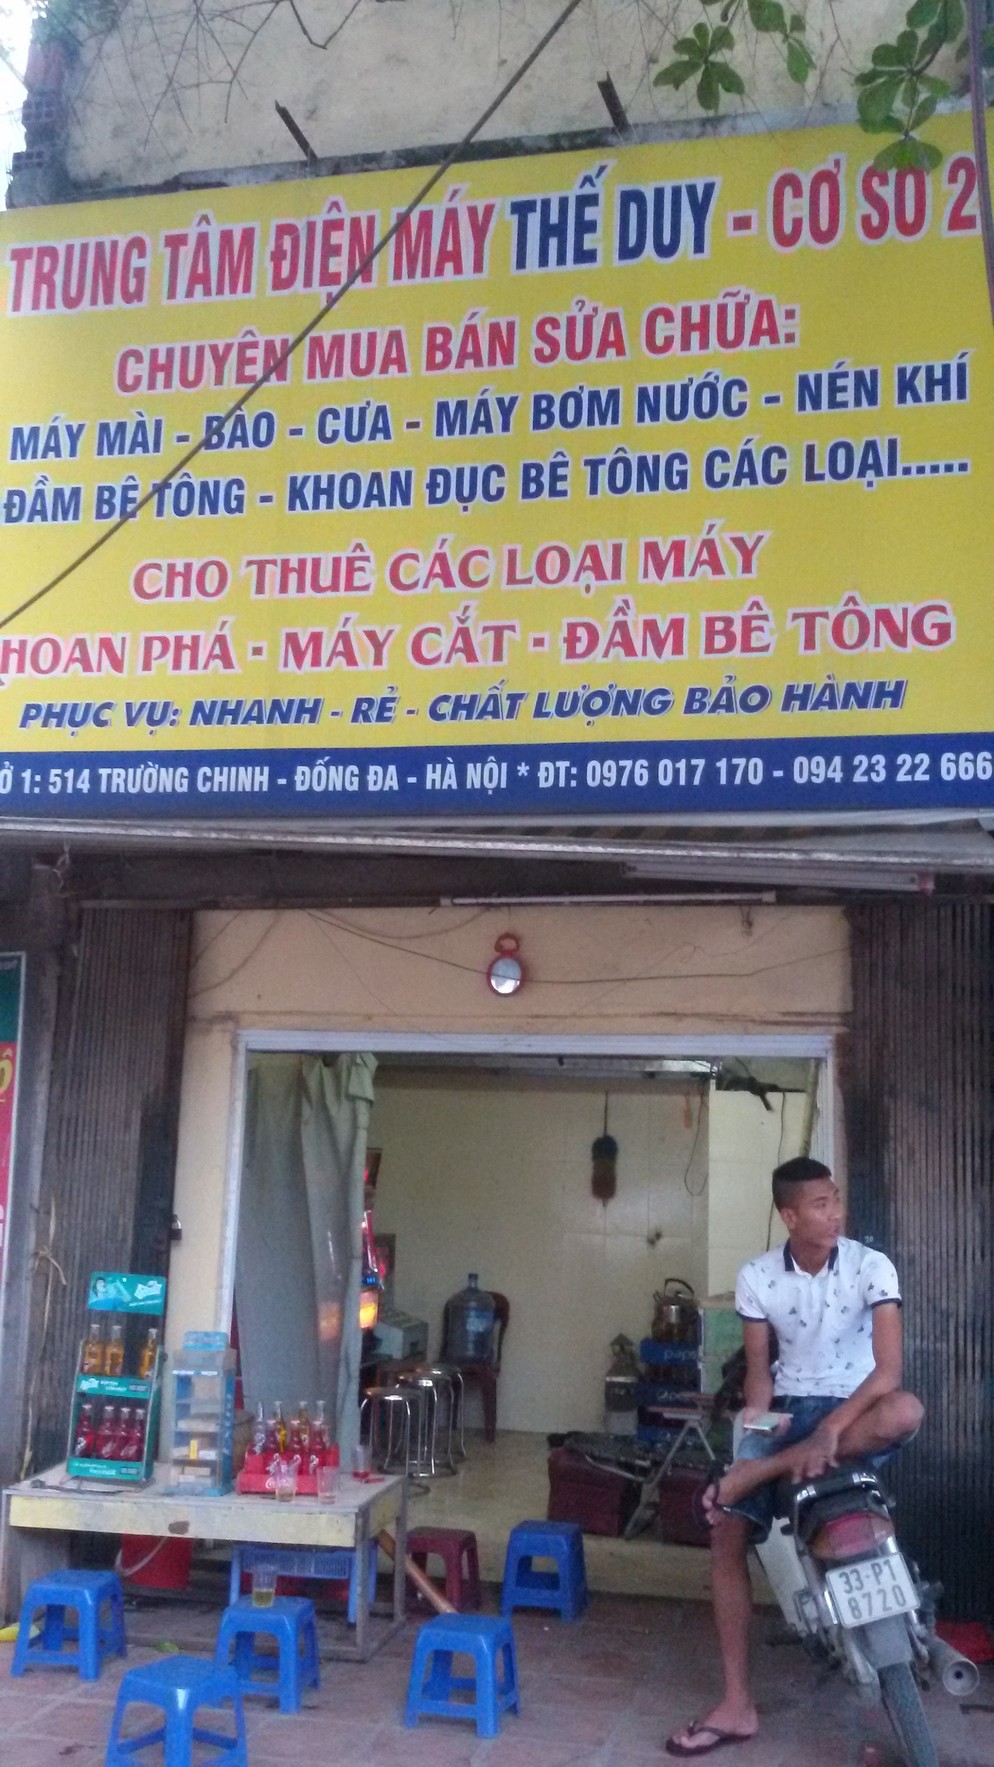 TRUNG TÂM ĐIỆN MÁY THẾ DUY - CƠ SỞ 2
CHUYÊN MUA BÁN SỬA CHỮA:
MÁY MÀI - BÀO - CƯA - MÁY BƠM NƯỚC - NÉN KHÍ
ĐẦM BÊ TÔNG - KHOAN ĐỤC BÊ TÔNG CÁC LOẠI.....
CHO THUÊ CÁC LOẠI MÁY
KHOAN PHÁ - MÁY CẮT - ĐẦM BÊ TÔNG
PHỤC VỤ: NHANH - RẺ - CHẤT LƯỢNG BẢO HÀNH
Ở 1: 514 TRƯỜNG CHINH - ĐỐNG ĐA - HÀ NỘI * ĐT: 0976 017 170 - 094 23 22 666
33-P1
8720